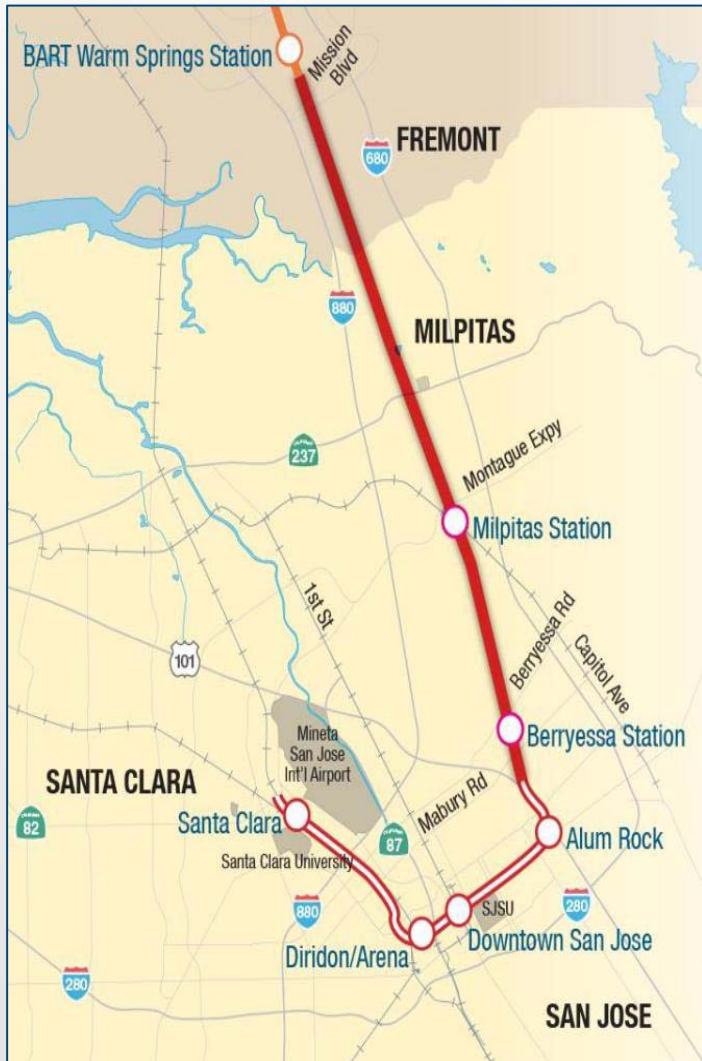 BART Warm Springs Station
Mission
Blvd
FREMONT
680
880
MILPITAS
237
Montague Expy
Milpitas Station
1st St
Berryessa Rd
Capitol Ave
101
Mineta
San Jose
Int'l Airport
Berryessa Station
SANTA CLARA
Mabury Rd
82
Santa Clara
87
Alum Rock
Santa Clara University
880
SJSU
280
Downtown San Jose
Diridon/Arena
280
SAN JOSE